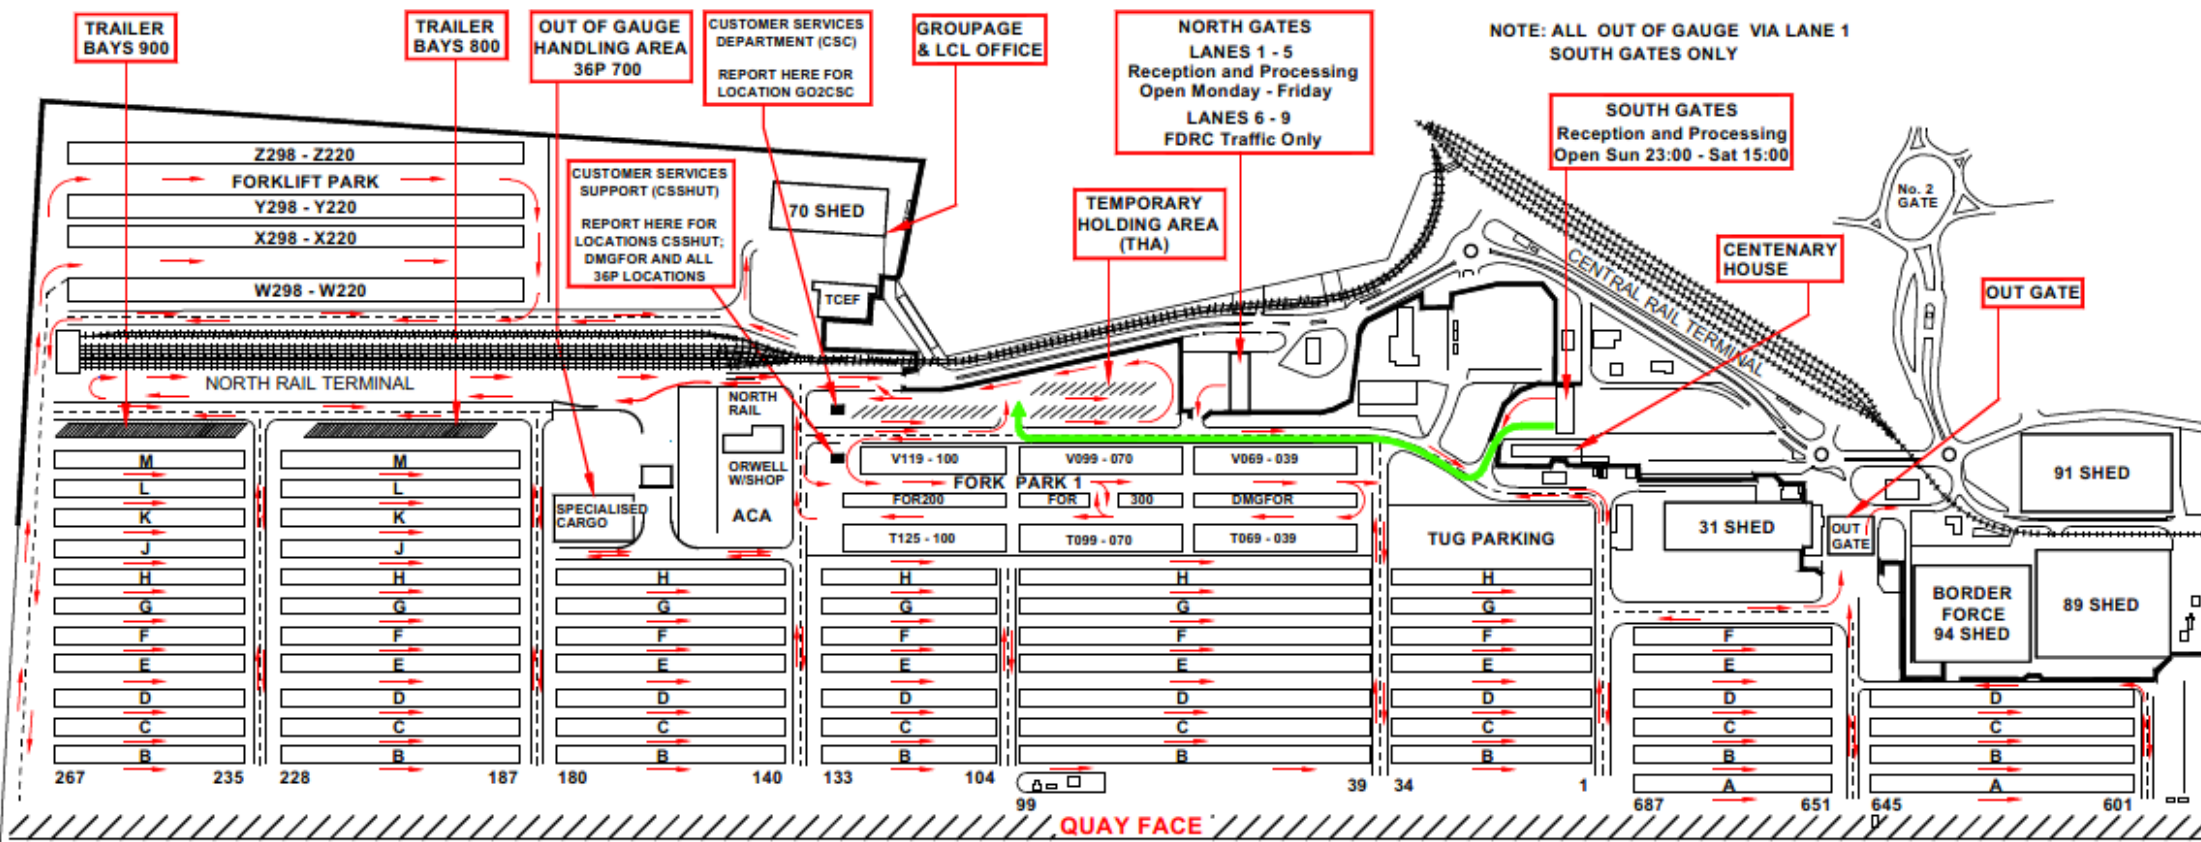 TRAILER
BAYS 900
TRAILER
BAYS 800
OUT OF GAUGE
HANDLING AREA
36P 700
CUSTOMER SERVICES
DEPARTMENT (CSC)
REPORT HERE FOR
LOCATION GO2CSC
GROUPAGE
& LCL OFFICE
NORTH GATES
LANES 1 - 5
Reception and Processing
Open Monday - Friday
LANES 6 - 9
FDRC Traffic Only
NOTE: ALL OUT OF GAUGE VIA LANE 1
SOUTH GATES ONLY
SOUTH GATES
Reception and Processing
Open Sun 23:00 - Sat 15:00
CUSTOMER SERVICES
SUPPORT (CSSHUT)
REPORT HERE FOR
LOCATIONS CSSHUT;
DMGFOR AND ALL
36P LOCATIONS
TEMPORARY
HOLDING AREA
(THA)
CENTENARY
HOUSE
OUT GATE
No. 2
GATE
Z298 - Z220
FORKLIFT PARK
Y298 - Y220
X298 - X220
W298 - W220
70 SHED
TCEF
CENTRAL RAIL TERMINAL
NORTH RAIL TERMINAL
NORTH
RAIL
ORWELL
W/SHOP
ACA
SPECIALISED
CARGO
V119 - 100
V099 - 070
V069 - 039
FORK PARK 1
FOR200
FOR
300
DMGFOR
T125 - 100
T099 - 070
T069 - 039
TUG PARKING
31 SHED
OUT
GATE
91 SHED
BORDER
FORCE
94 SHED
89 SHED
M
L
K
J
H
G
F
E
D
C
B
267 235
M
L
K
J
H
G
F
E
D
C
B
228 187
H
G
F
E
D
C
B
180 140
H
G
F
E
D
C
B
133 104
H
G
F
E
D
C
B
99 39
H
G
F
E
D
C
B
34 1
F
E
D
C
B
A
687 651
D
C
B
A
645 601
QUAY FACE